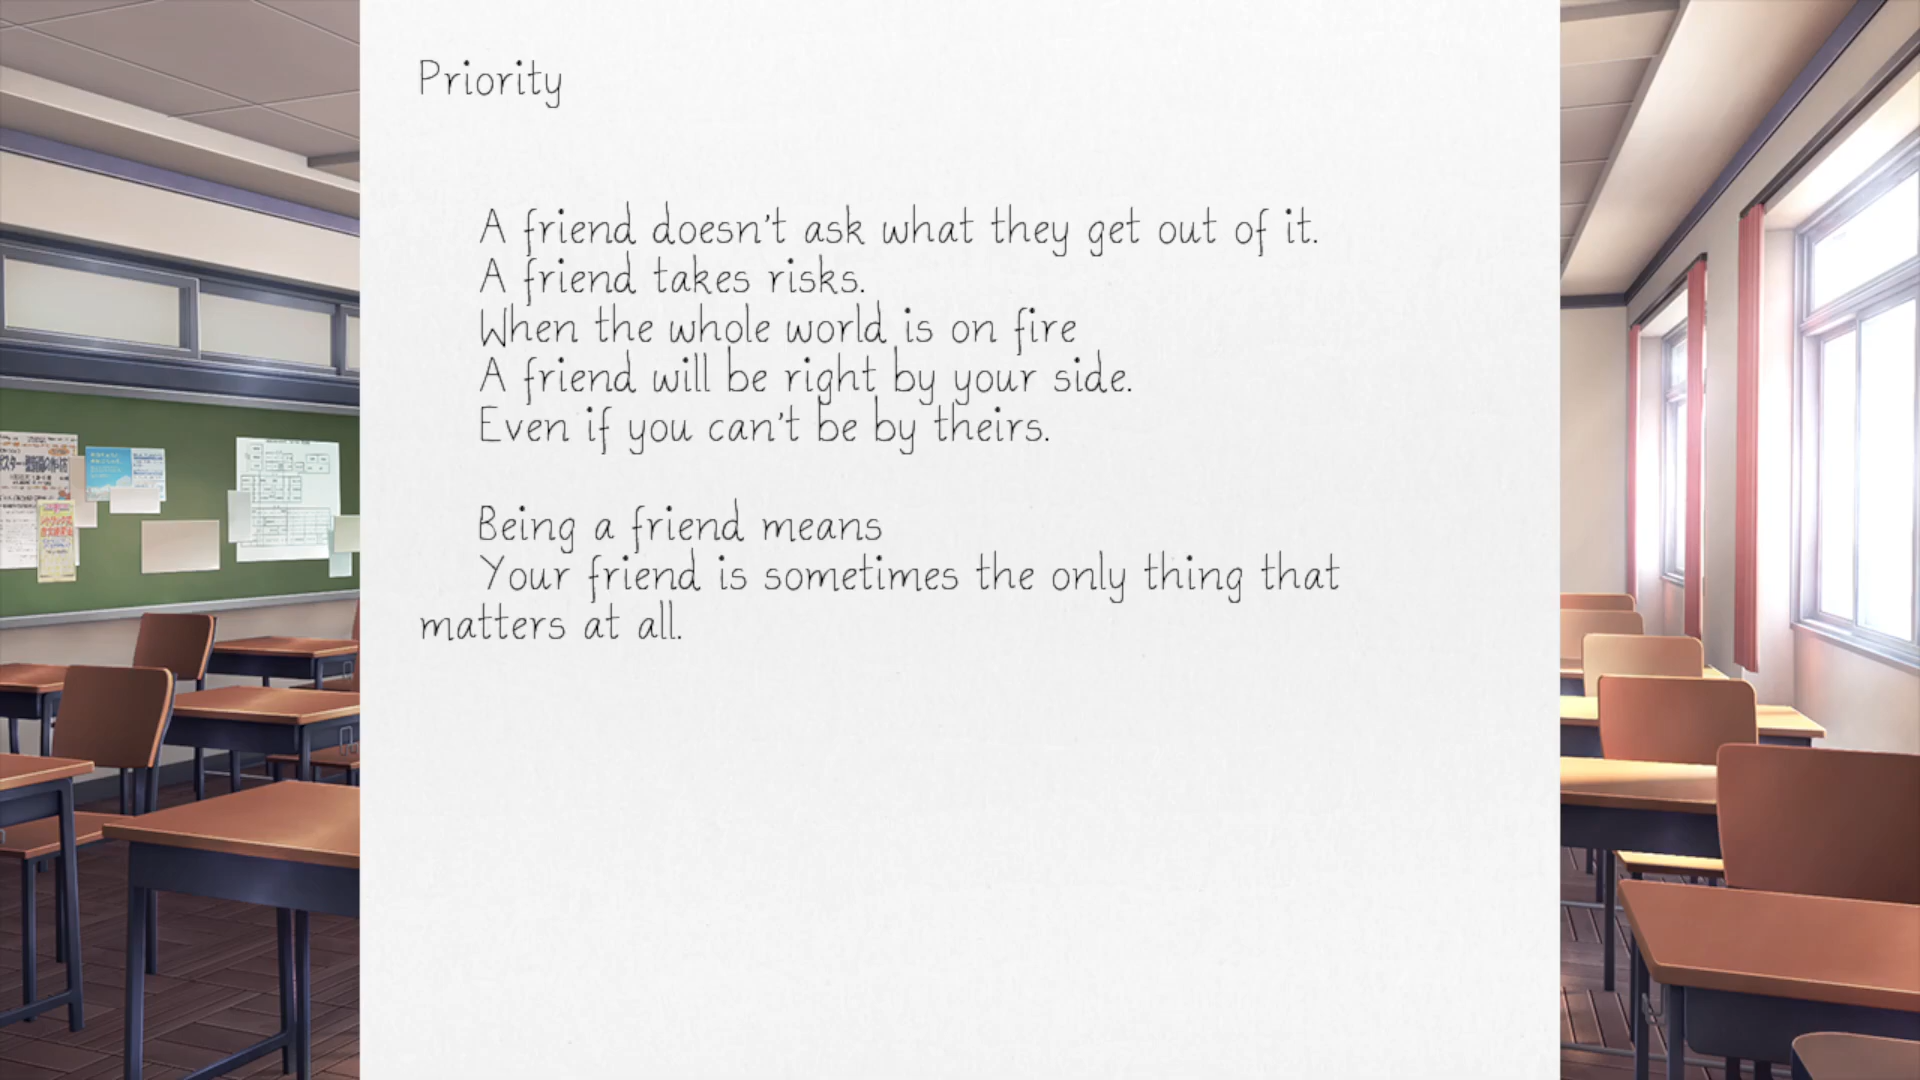 Priority
A friend doesn't ask what they get out of it.
A friend takes risks.
When the whole world is on fire
A friend will be right by your side.
Even if you can't be by theirs.
Being a friend means
Your friend is sometimes the only thing that
matters at all.